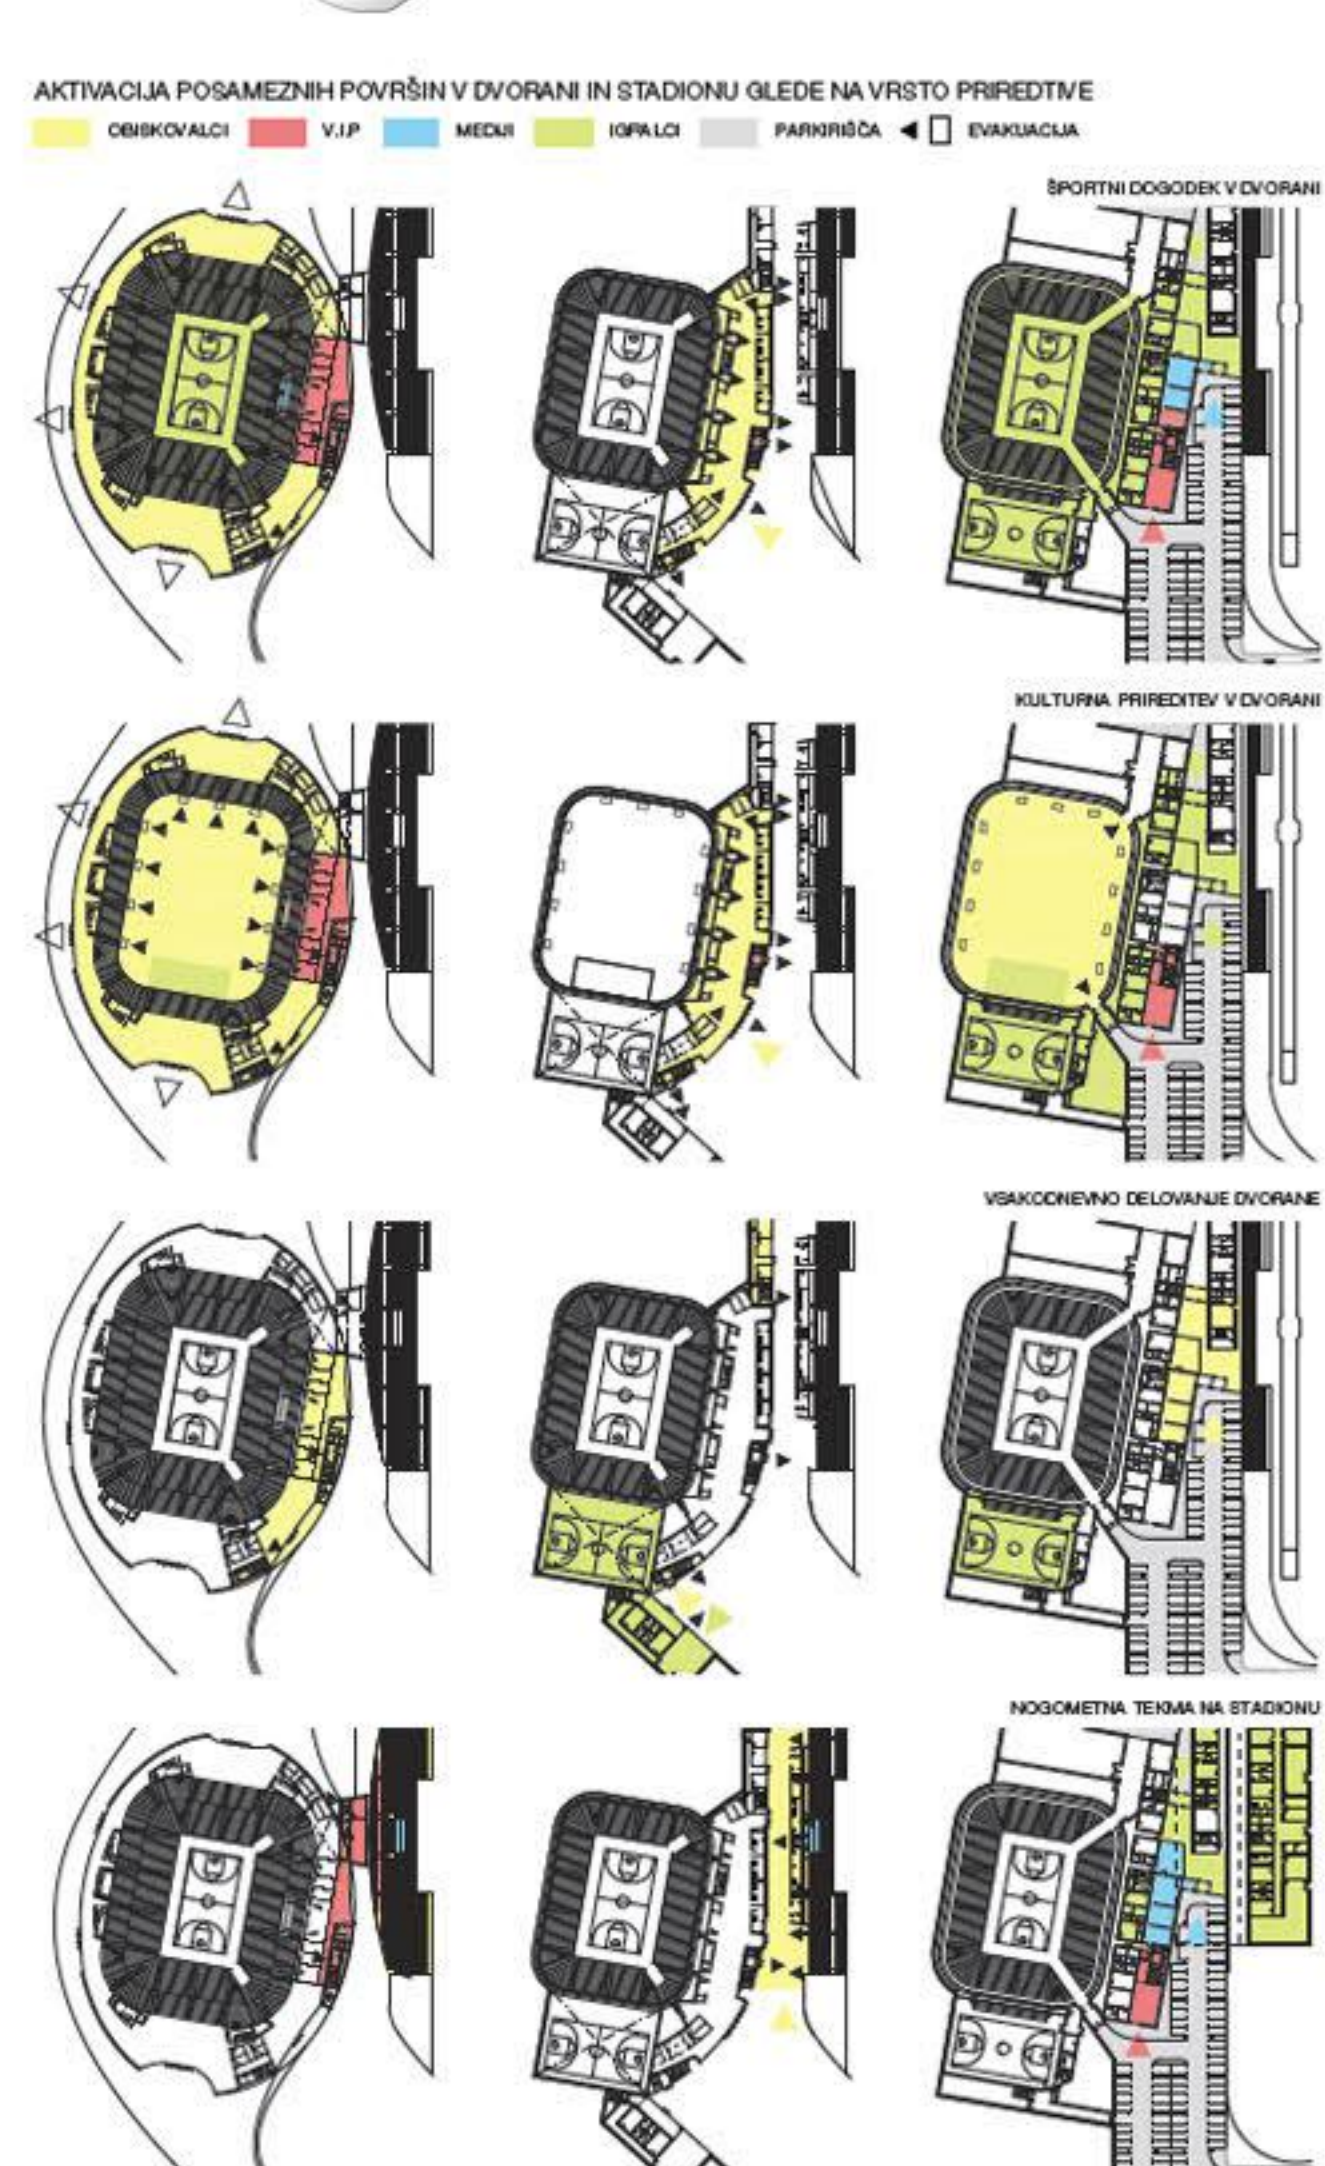 AKTIVACIJA POSAMEZNIH POVRŠIN V DVORANI IN STADIONU GLEDE NA VRSTO PRIREDTIVE
OBISKOVALCI V.I.P MEDIJI IGRALCI PARKIRIŠČA EVAKUACIJA
ŠPORTNI DOGODEK V DVORANI
KULTURNA PRIREDITEV V DVORANI
VSAKODNEVNO DELOVANJE DVORANE
NOGOMETNA TEKMA NA STADIONU